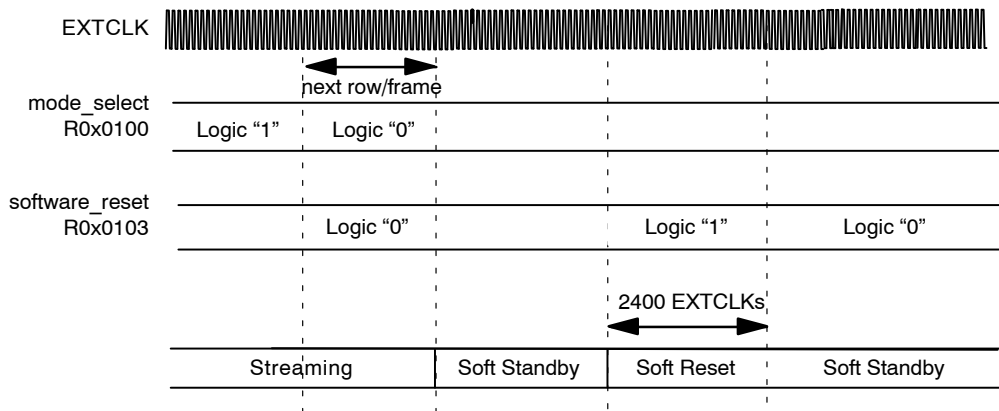 EXTCLK
next row/frame
mode_select
R0x0100
Logic “1”
Logic “0”
software_reset
R0x0103
Logic “0”
Logic “1”
Logic “0”
2400 EXTCLKs
Streaming
Soft Standby
Soft Reset
Soft Standby